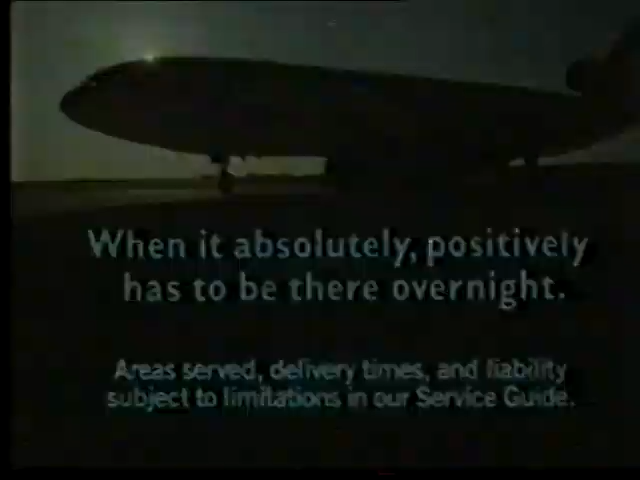 When it absolutely, positively
has to be there overnight.
Areas served, delivery times, and liability
subject to limitations in our Service Guide.